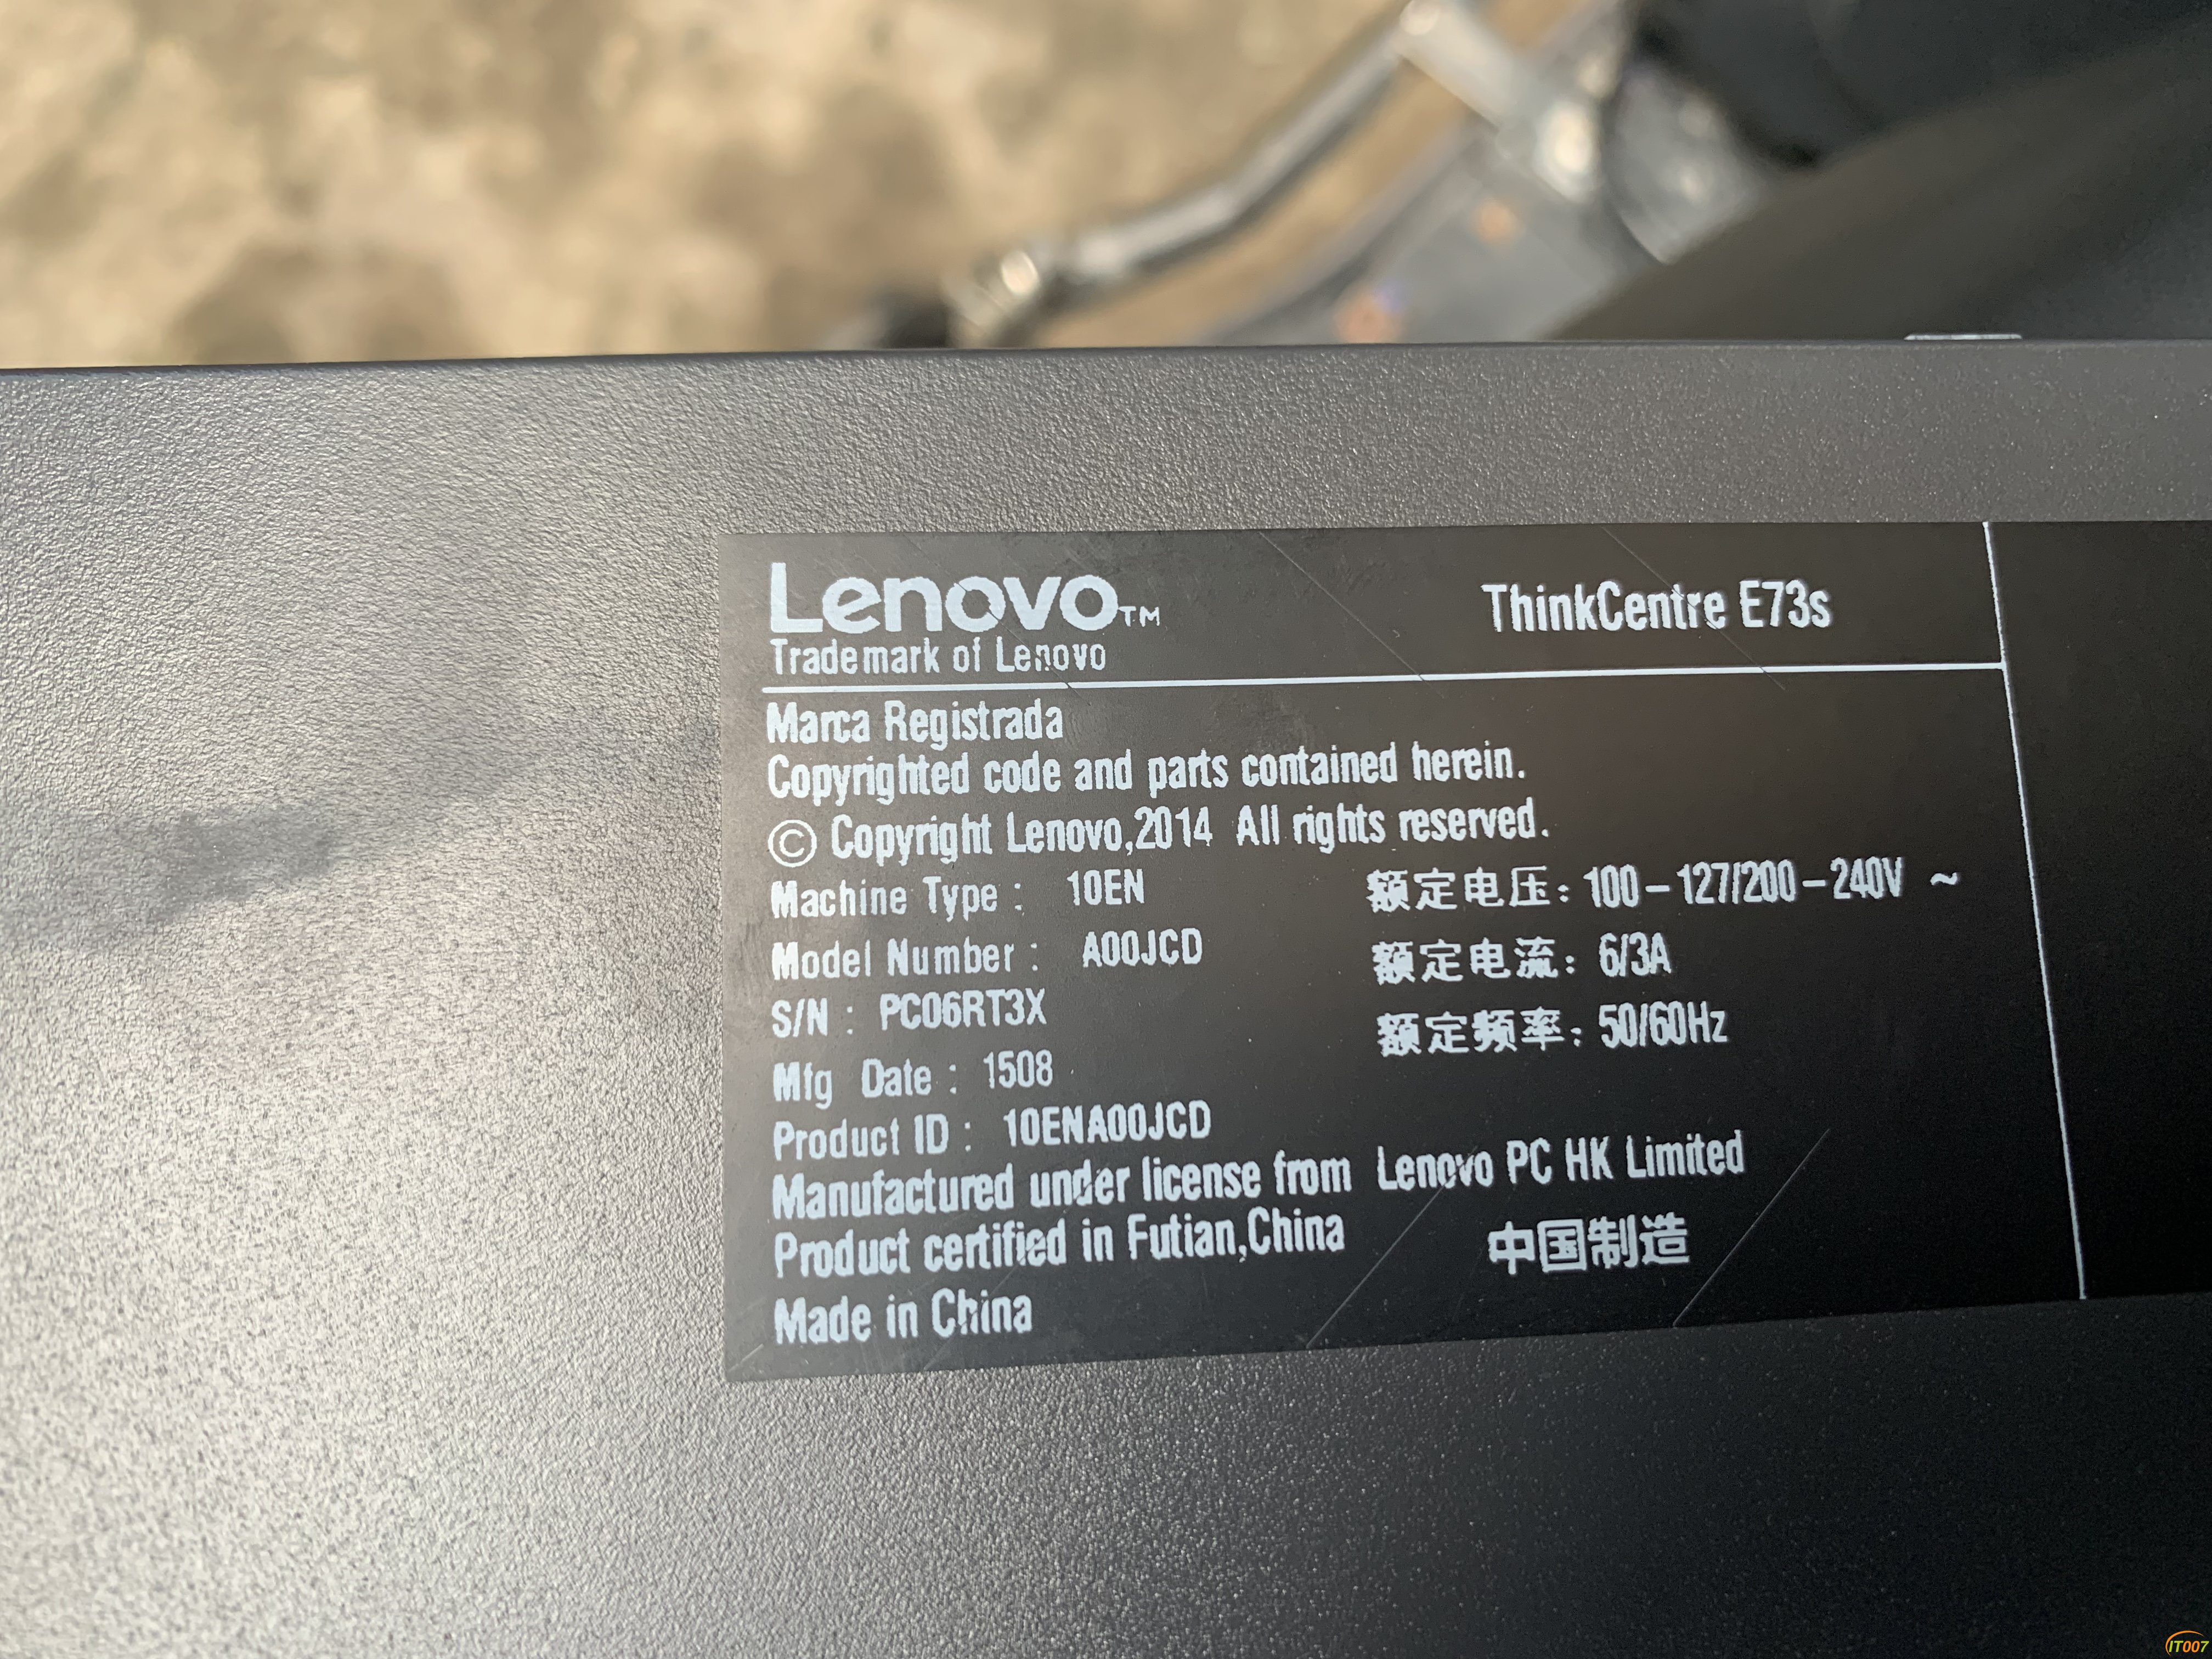 Lenovo™ ThinkCentre E73s
Trademark of Lenovo
Marca Registrada
Copyrighted code and parts contained herein.
© Copyright Lenovo,2014 All rights reserved.
Machine Type : 10EN 额定电压: 100-127/200-240V ~
Model Number : A00JCD 额定电流: 6/3A
S/N : PC06RT3X 额定频率: 50/60Hz
Mfg Date : 1508
Product ID : 10ENA00JCD
Manufactured under license from Lenovo PC HK Limited
Product certified in Futian,China 中国制造
Made in China
IT007